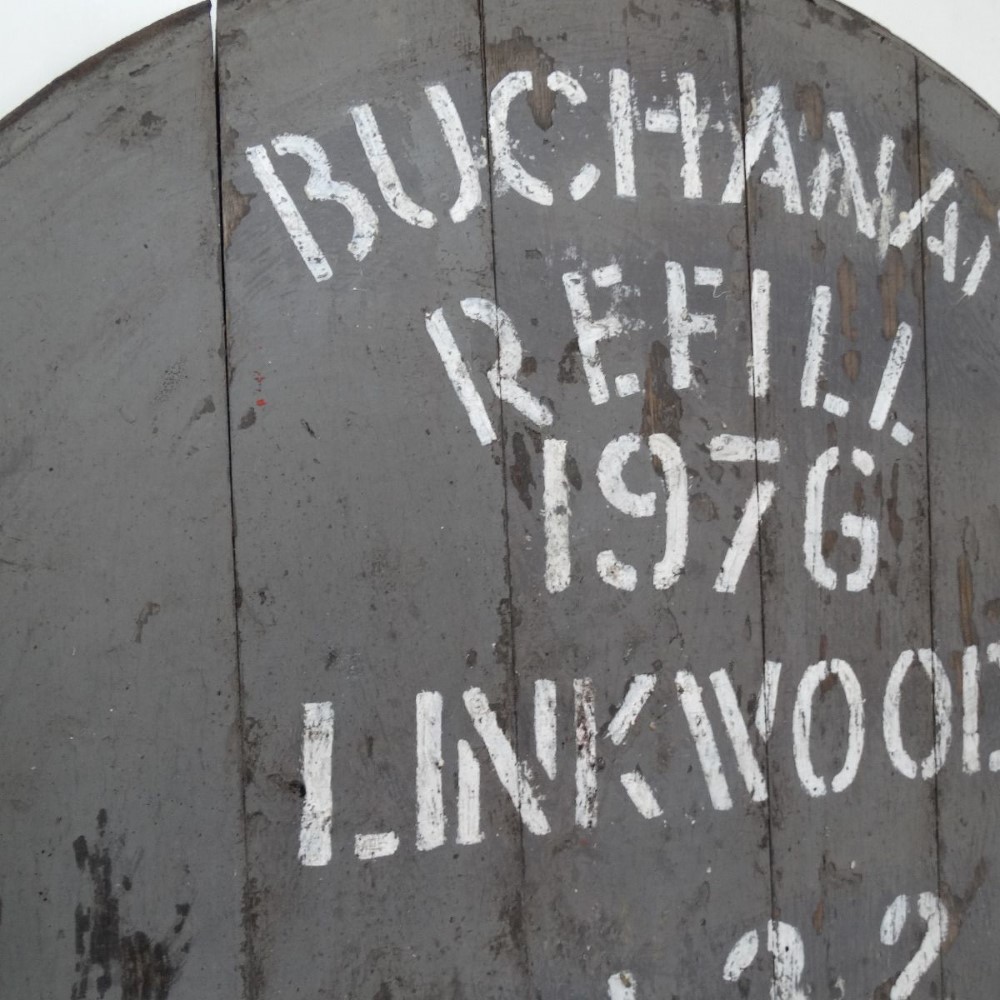 BUCHANAN
REFILL
1976
LINKWOOD